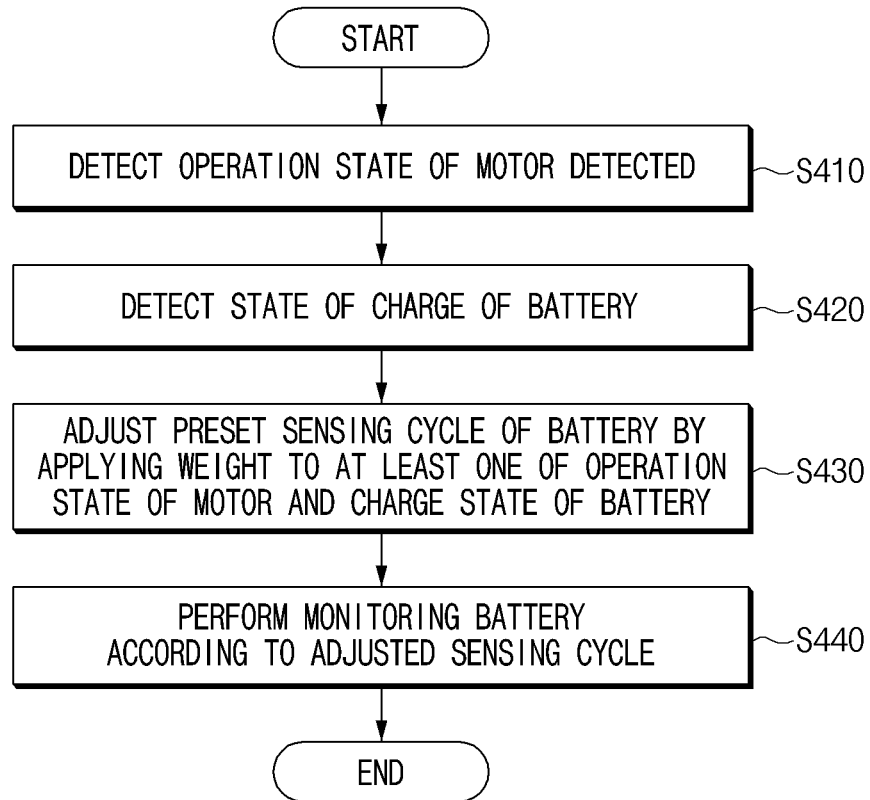 START
DETECT OPERATION STATE OF MOTOR DETECTED
S410
DETECT STATE OF CHARGE OF BATTERY
S420
ADJUST PRESET SENSING CYCLE OF BATTERY BY
APPLYING WEIGHT TO AT LEAST ONE OF OPERATION
STATE OF MOTOR AND CHARGE STATE OF BATTERY
S430
PERFORM MONITORING BATTERY
ACCORDING TO ADJUSTED SENSING CYCLE
S440
END